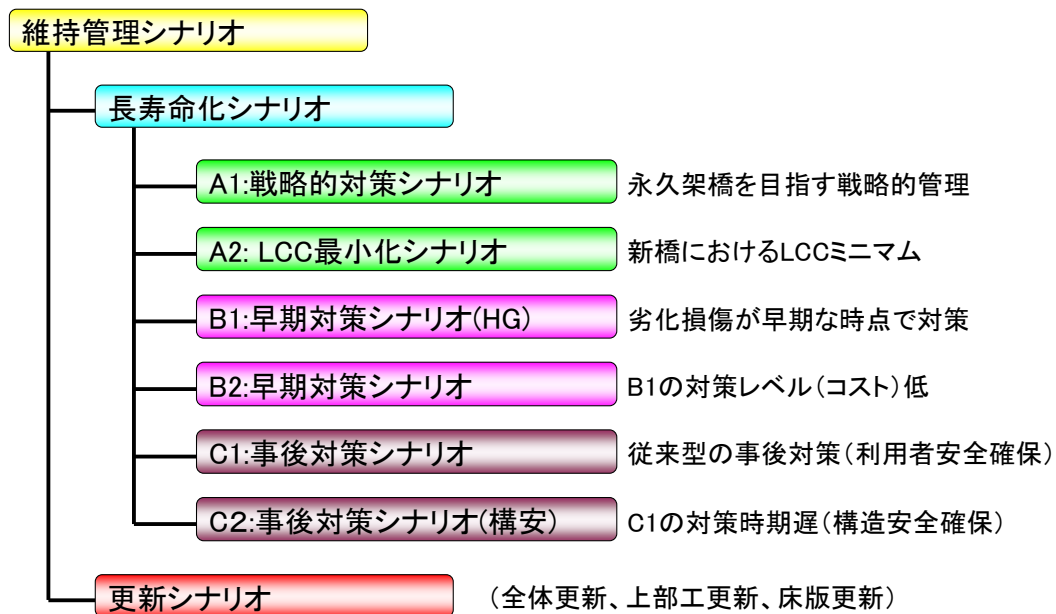 維持管理シナリオ
長寿命化シナリオ
A1:戦略的対策シナリオ 永久架橋を目指す戦略的管理
A2: LCC最小化シナリオ 新橋におけるLCCミニマム
B1:早期対策シナリオ(HG) 劣化損傷が早期な時点で対策
B2:早期対策シナリオ B1の対策レベル（コスト）低
C1:事後対策シナリオ 従来型の事後対策（利用者安全確保）
C2:事後対策シナリオ(構安) C1の対策時期遅（構造安全確保）
更新シナリオ （全体更新、上部工更新、床版更新）